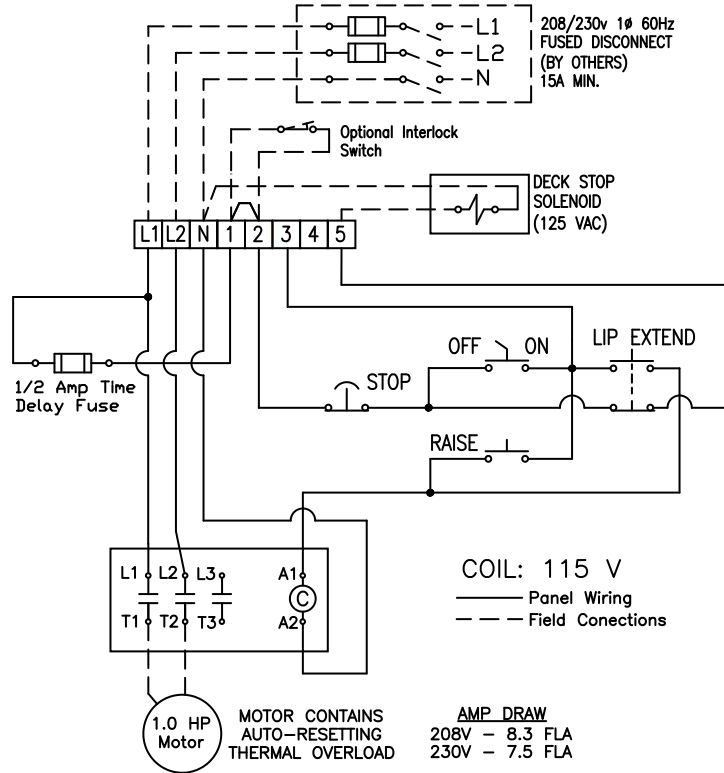 L1
L2
N
208/230v 1ø 60Hz
FUSED DISCONNECT
(BY OTHERS)
15A MIN.
Optional Interlock
Switch
DECK STOP
SOLENOID
(125 VAC)
L1 L2 N 1 2 3 4 5
1/2 Amp Time
Delay Fuse
OFF ON
LIP EXTEND
STOP
RAISE
L1 L2 L3 A1
C
T1 T2 T3 A2
COIL: 115 V
Panel Wiring
Field Conections
1.0 HP
Motor
MOTOR CONTAINS
AUTO-RESETTING
THERMAL OVERLOAD
AMP DRAW
208V - 8.3 FLA
230V - 7.5 FLA